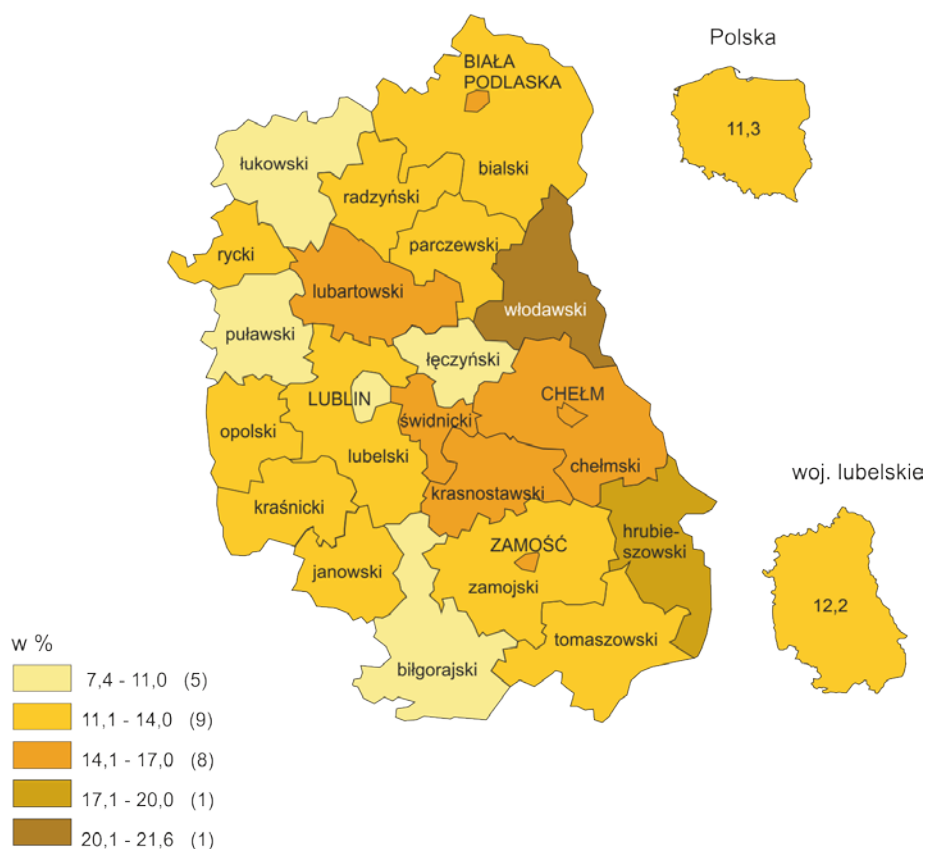 Polska
11,3
BIAŁA
PODLASKA
bialski
łukowski
radzyński
rycki
parczewski
lubartowski
włodawski
puławski
łęczyński
LUBLIN
CHEŁM
świdnicki
opolski
lubelski
chełmski
krasnostawski
woj. lubelskie
kraśnicki
hrubie-
szowski
ZAMOŚĆ
janowski
zamojski
12,2
tomaszowski
biłgorajski
w %
7,4 - 11,0 (5)
11,1 - 14,0 (9)
14,1 - 17,0 (8)
17,1 - 20,0 (1)
20,1 - 21,6 (1)